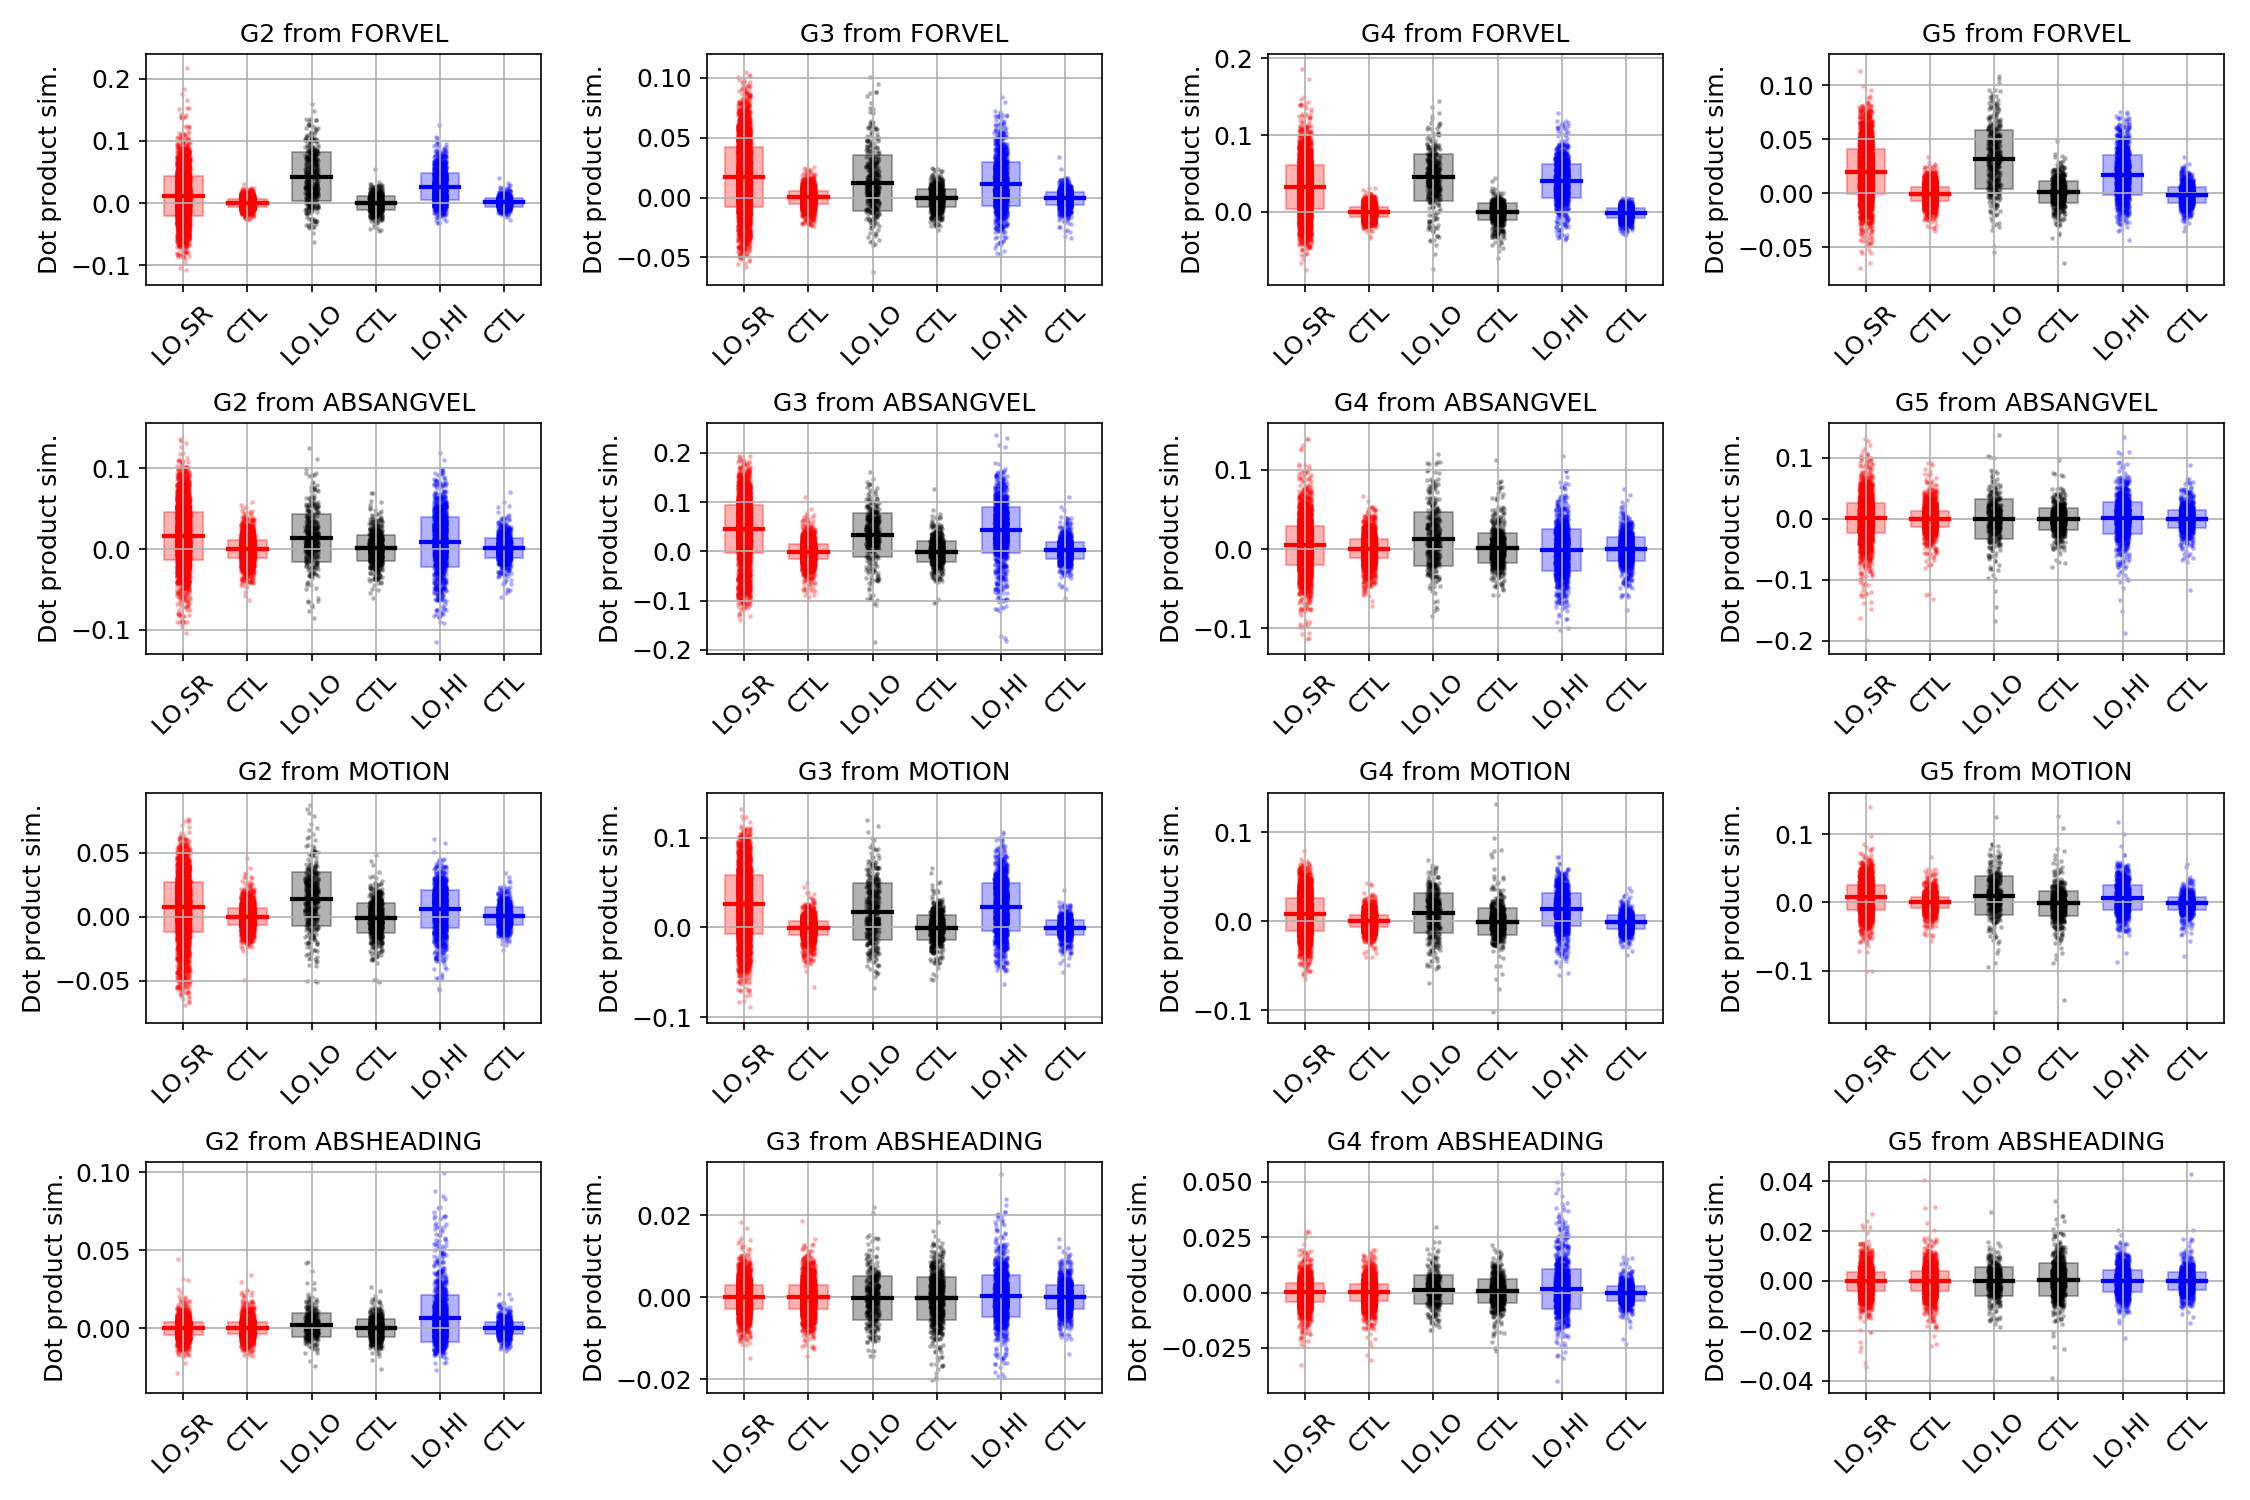 G2 from FORVEL
Dot product sim.
0.2
0.1
0.0
−0.1
LO,SR CTL LO,LO CTL LO,HI CTL
G3 from FORVEL
Dot product sim.
0.10
0.05
0.00
−0.05
LO,SR CTL LO,LO CTL LO,HI CTL
G4 from FORVEL
Dot product sim.
0.2
0.1
0.0
LO,SR CTL LO,LO CTL LO,HI CTL
G5 from FORVEL
Dot product sim.
0.10
0.05
0.00
−0.05
LO,SR CTL LO,LO CTL LO,HI CTL
G2 from ABSANGVEL
Dot product sim.
0.1
0.0
−0.1
LO,SR CTL LO,LO CTL LO,HI CTL
G3 from ABSANGVEL
Dot product sim.
0.2
0.1
0.0
−0.1
−0.2
LO,SR CTL LO,LO CTL LO,HI CTL
G4 from ABSANGVEL
Dot product sim.
0.1
0.0
−0.1
LO,SR CTL LO,LO CTL LO,HI CTL
G5 from ABSANGVEL
Dot product sim.
0.1
0.0
−0.1
−0.2
LO,SR CTL LO,LO CTL LO,HI CTL
G2 from MOTION
Dot product sim.
0.05
0.00
−0.05
LO,SR CTL LO,LO CTL LO,HI CTL
G3 from MOTION
Dot product sim.
0.1
0.0
−0.1
LO,SR CTL LO,LO CTL LO,HI CTL
G4 from MOTION
Dot product sim.
0.1
0.0
−0.1
LO,SR CTL LO,LO CTL LO,HI CTL
G5 from MOTION
Dot product sim.
0.1
0.0
−0.1
LO,SR CTL LO,LO CTL LO,HI CTL
G2 from ABSHEADING
Dot product sim.
0.10
0.05
0.00
LO,SR CTL LO,LO CTL LO,HI CTL
G3 from ABSHEADING
Dot product sim.
0.02
0.00
−0.02
LO,SR CTL LO,LO CTL LO,HI CTL
G4 from ABSHEADING
Dot product sim.
0.050
0.025
0.000
−0.025
LO,SR CTL LO,LO CTL LO,HI CTL
G5 from ABSHEADING
Dot product sim.
0.04
0.02
0.00
−0.02
−0.04
LO,SR CTL LO,LO CTL LO,HI CTL